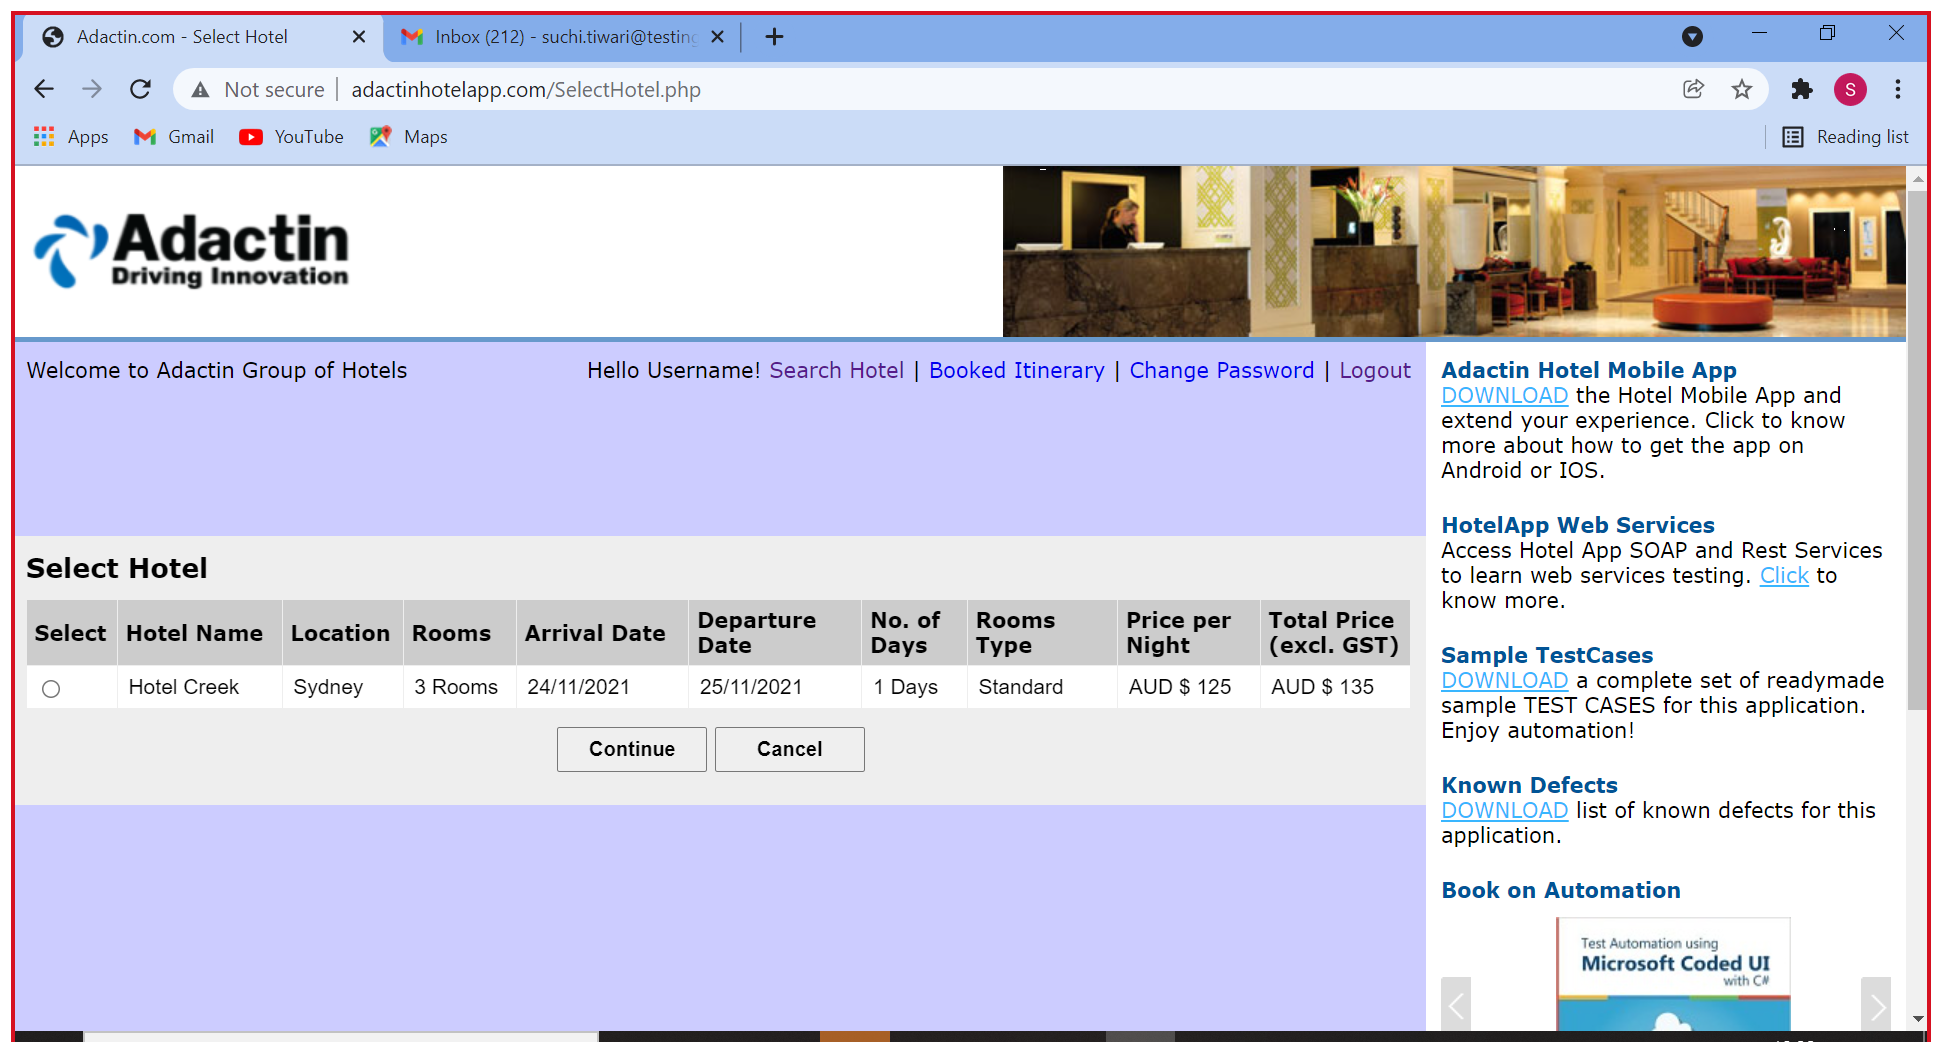 Adactin.com - Select Hotel
Inbox (212) - suchi.tiwari@testing
Not secure
adactinhotelapp.com/SelectHotel.php
S
Apps
Gmail
YouTube
Maps
Reading list
Adactin
Driving Innovation
Welcome to Adactin Group of Hotels
Hello Username! Search Hotel | Booked Itinerary | Change Password | Logout
Select Hotel
Select Hotel Name Location Rooms Arrival Date Departure Date No. of Days Rooms Type Price per Night Total Price (excl. GST)
Hotel Creek Sydney 3 Rooms 24/11/2021 25/11/2021 1 Days Standard AUD $ 125 AUD $ 135
Continue Cancel
Adactin Hotel Mobile App
DOWNLOAD the Hotel Mobile App and
extend your experience. Click to know
more about how to get the app on
Android or IOS.
HotelApp Web Services
Access Hotel App SOAP and Rest Services
to learn web services testing. Click to
know more.
Sample TestCases
DOWNLOAD a complete set of readymade
sample TEST CASES for this application.
Enjoy automation!
Known Defects
DOWNLOAD list of known defects for this
application.
Book on Automation
Test Automation using
Microsoft Coded UI
with C#